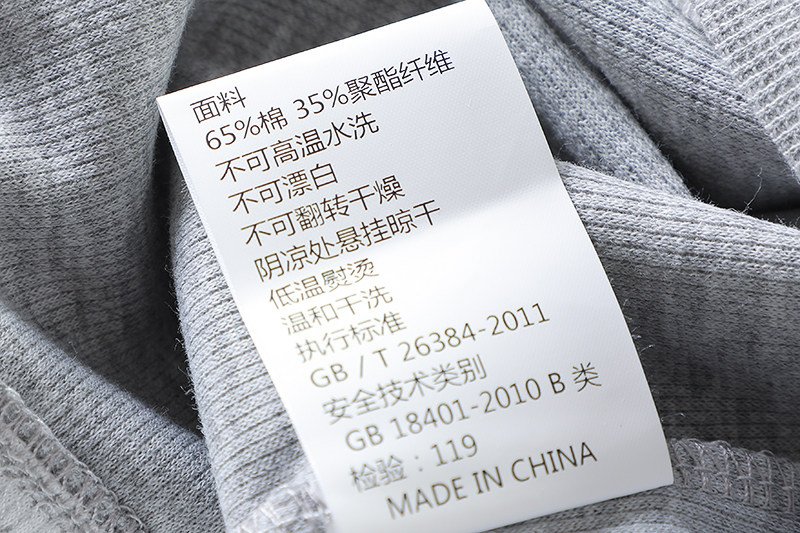 面料
65%棉 35%聚酯纤维
不可高温水洗
不可漂白
不可翻转干燥
阴凉处悬挂晾干
低温熨烫
温和干洗
执行标准
GB / T 26384-2011
安全技术类别
GB 18401-2010 B 类
检验：119
MADE IN CHINA